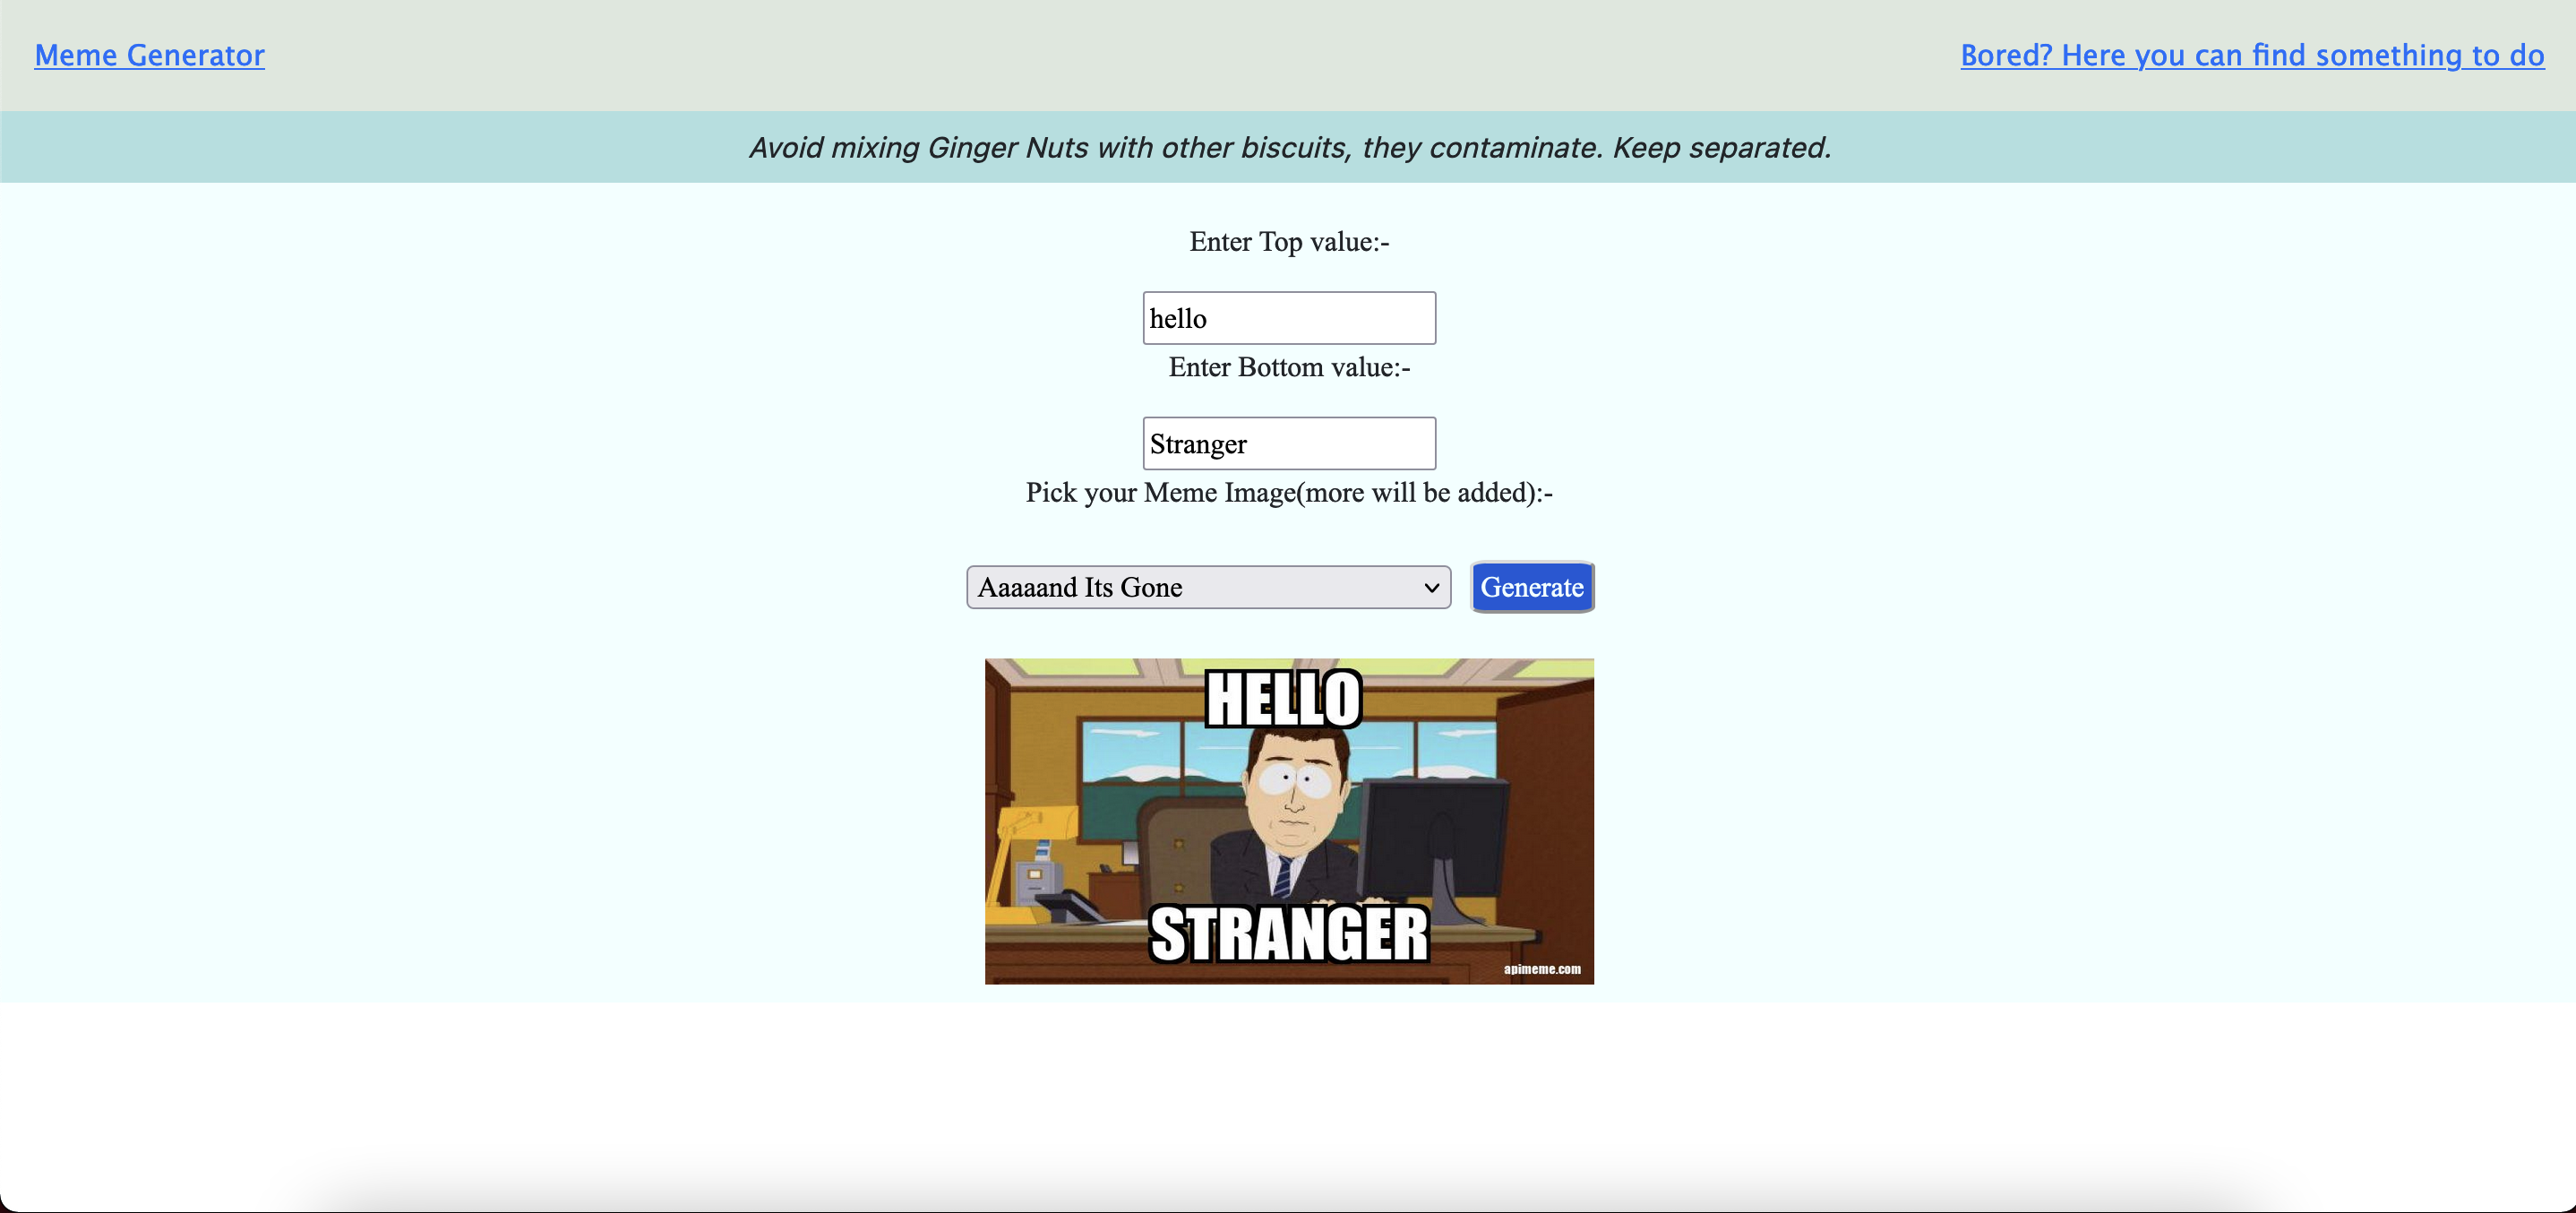 Meme Generator
Bored? Here you can find something to do
Avoid mixing Ginger Nuts with other biscuits, they contaminate. Keep separated.
Enter Top value:-
hello
Enter Bottom value:-
Stranger
Pick your Meme Image(more will be added):-
Aaaaand Its Gone
Generate
HELLO
STRANGER
apimeme.com